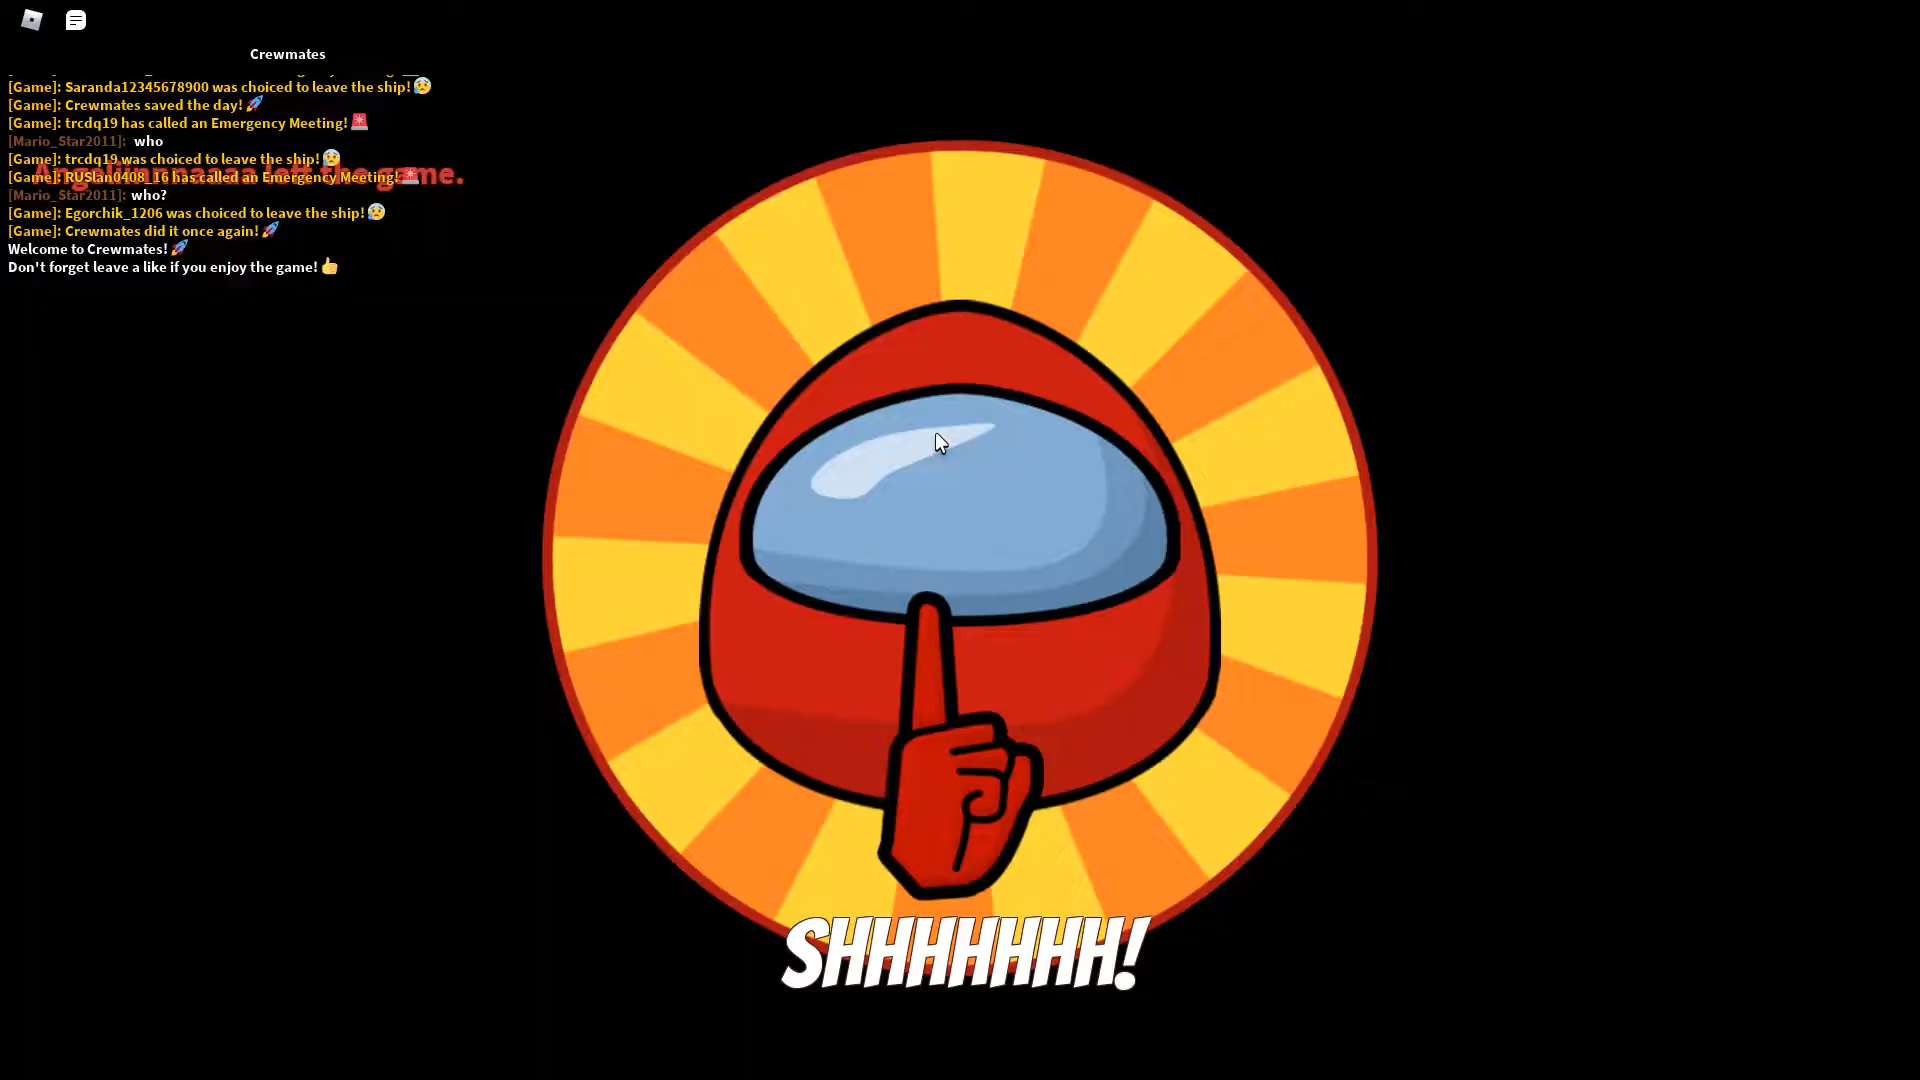 Crewmates
[Game]: Saranda12345678900 was choiced to leave the ship!😥
[Game]: Crewmates saved the day!🚀
[Game]: trcdq19 has called an Emergency Meeting!🚨
[Mario_Star2011]: who
[Game]: trcdq19 was choiced to leave the ship!😥
left the game.
[Game]: RUSlan0408_16 has called an Emergency Meeting!🚨
[Mario_Star2011]: who?
[Game]: Egorchik_1206 was choiced to leave the ship!😥
[Game]: Crewmates did it once again!🚀
Welcome to Crewmates!🚀
Don't forget leave a like if you enjoy the game!👍
SHHHHHHH!